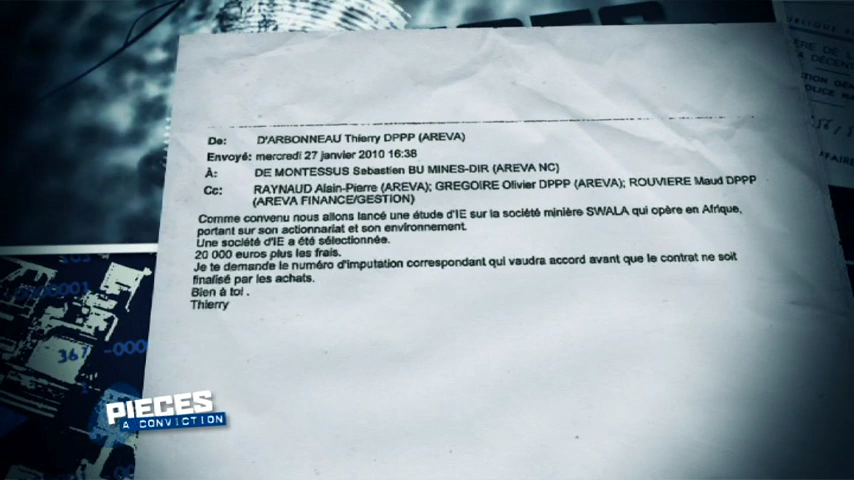 De: D'ARBONNEAU Thierry DPPP (AREVA)
Envoyé: mercredi 27 janvier 2010 16:38
À: DE MONTESSUS Sebastien BU MINES-DIR (AREVA NC)
Cc: RAYNAUD Alain-Pierre (AREVA); GREGOIRE Olivier DPPP (AREVA); ROUVIERE Maud DPPP
(AREVA FINANCE/GESTION)
Comme convenu nous allons lancé une étude d'IE sur la société minière SWALA qui opère en Afrique,
portant sur son actionnariat et son environnement.
Une société d'IE a été sélectionnée.
20 000 euros plus les frais.
Je te demande le numéro d'imputation correspondant qui vaudra accord avant que le contrat ne soit
finalisé par les achats.
Bien à toi .
Thierry
367 -000
PIECES
A CONVICTION